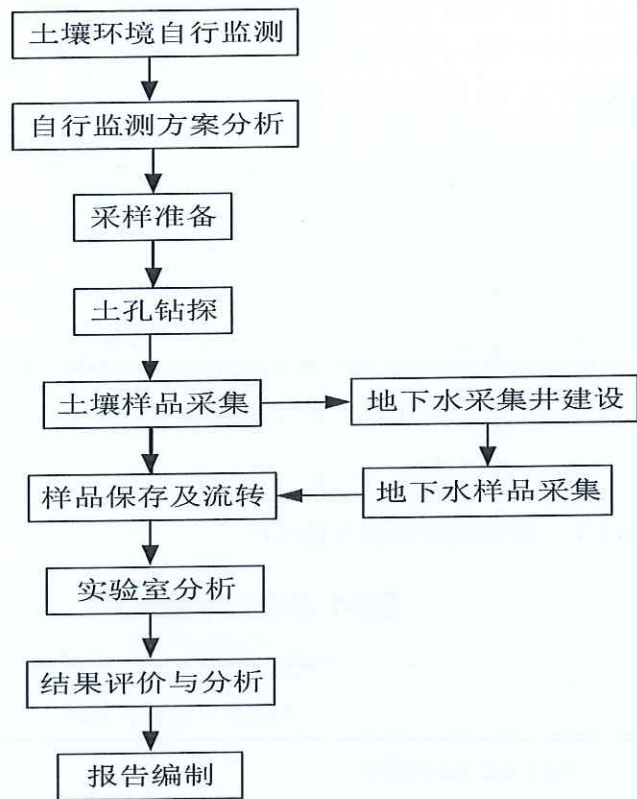 土壤环境自行监测
自行监测方案分析
采样准备
土孔钻探
土壤样品采集
地下水采集井建设
样品保存及流转
地下水样品采集
实验室分析
结果评价与分析
报告编制